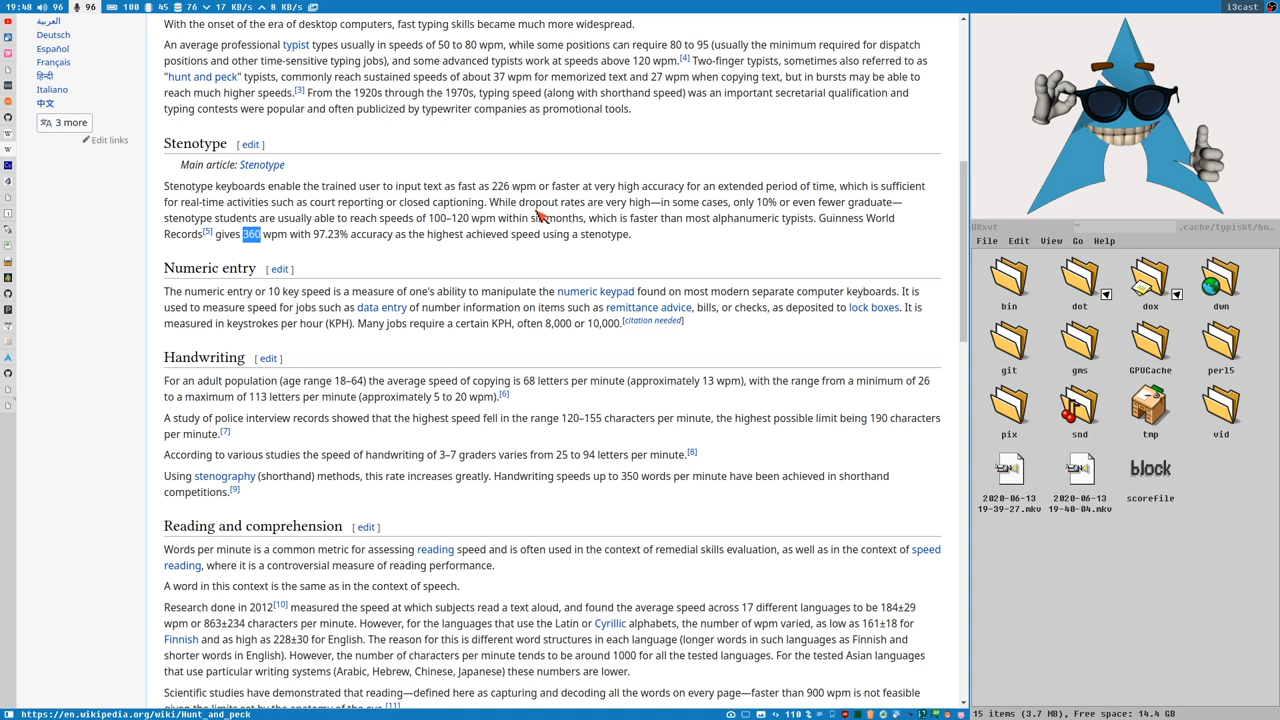 19:48 96 96 100 45 76 17 KB/s 8 KB/s
i3cast
العربية
Deutsch
Español
Français
हिन्दी
Italiano
中文
3 more
Edit links
With the onset of the era of desktop computers, fast typing skills became much more widespread.
An average professional typist types usually in speeds of 50 to 80 wpm, while some positions can require 80 to 95 (usually the minimum required for dispatch
positions and other time-sensitive typing jobs), and some advanced typists work at speeds above 120 wpm.[4] Two-finger typists, sometimes also referred to as
"hunt and peck" typists, commonly reach sustained speeds of about 37 wpm for memorized text and 27 wpm when copying text, but in bursts may be able to
reach much higher speeds.[3] From the 1920s through the 1970s, typing speed (along with shorthand speed) was an important secretarial qualification and
typing contests were popular and often publicized by typewriter companies as promotional tools.
Stenotype [ edit ]
Main article: Stenotype
Stenotype keyboards enable the trained user to input text as fast as 226 wpm or faster at very high accuracy for an extended period of time, which is sufficient
for real-time activities such as court reporting or closed captioning. While dropout rates are very high—in some cases, only 10% or even fewer graduate—
stenotype students are usually able to reach speeds of 100–120 wpm within six months, which is faster than most alphanumeric typists. Guinness World
Records[5] gives 360 wpm with 97.23% accuracy as the highest achieved speed using a stenotype.
Numeric entry [ edit ]
The numeric entry or 10 key speed is a measure of one's ability to manipulate the numeric keypad found on most modern separate computer keyboards. It is
used to measure speed for jobs such as data entry of number information on items such as remittance advice, bills, or checks, as deposited to lock boxes. It is
measured in keystrokes per hour (KPH). Many jobs require a certain KPH, often 8,000 or 10,000.[citation needed]
Handwriting [ edit ]
For an adult population (age range 18–64) the average speed of copying is 68 letters per minute (approximately 13 wpm), with the range from a minimum of 26
to a maximum of 113 letters per minute (approximately 5 to 20 wpm).[6]
A study of police interview records showed that the highest speed fell in the range 120–155 characters per minute, the highest possible limit being 190 characters
per minute.[7]
According to various studies the speed of handwriting of 3–7 graders varies from 25 to 94 letters per minute.[8]
Using stenography (shorthand) methods, this rate increases greatly. Handwriting speeds up to 350 words per minute have been achieved in shorthand
competitions.[9]
Reading and comprehension [ edit ]
Words per minute is a common metric for assessing reading speed and is often used in the context of remedial skills evaluation, as well as in the context of speed
reading, where it is a controversial measure of reading performance.
A word in this context is the same as in the context of speech.
Research done in 2012[10] measured the speed at which subjects read a text aloud, and found the average speed across 17 different languages to be 184±29
wpm or 863±234 characters per minute. However, for the languages that use the Latin or Cyrillic alphabets, the number of wpm varied, as low as 161±18 for
Finnish and as high as 228±30 for English. The reason for this is different word structures in each language (longer words in such languages as Finnish and
shorter words in English). However, the number of characters per minute tends to be around 1000 for all the tested languages. For the tested Asian languages
that use particular writing systems (Arabic, Hebrew, Chinese, Japanese) these numbers are lower.
Scientific studies have demonstrated that reading—defined here as capturing and decoding all the words on every page—faster than 900 wpm is not feasible
given the limits set by the anatomy of the eye.[11]
https://en.wikipedia.org/wiki/Hunt_and_peck
110 %
URxvt ~ .cache/typiskt/bo...
File Edit View Go Help
bin dot dox dwn
git gms GPUCache perl5
pix snd tmp vid
block
2020-06-13 2020-06-13 scorefile
19-39-27.mkv 19-40-04.mkv
15 items (3.7 MB), Free space: 14.4 GB